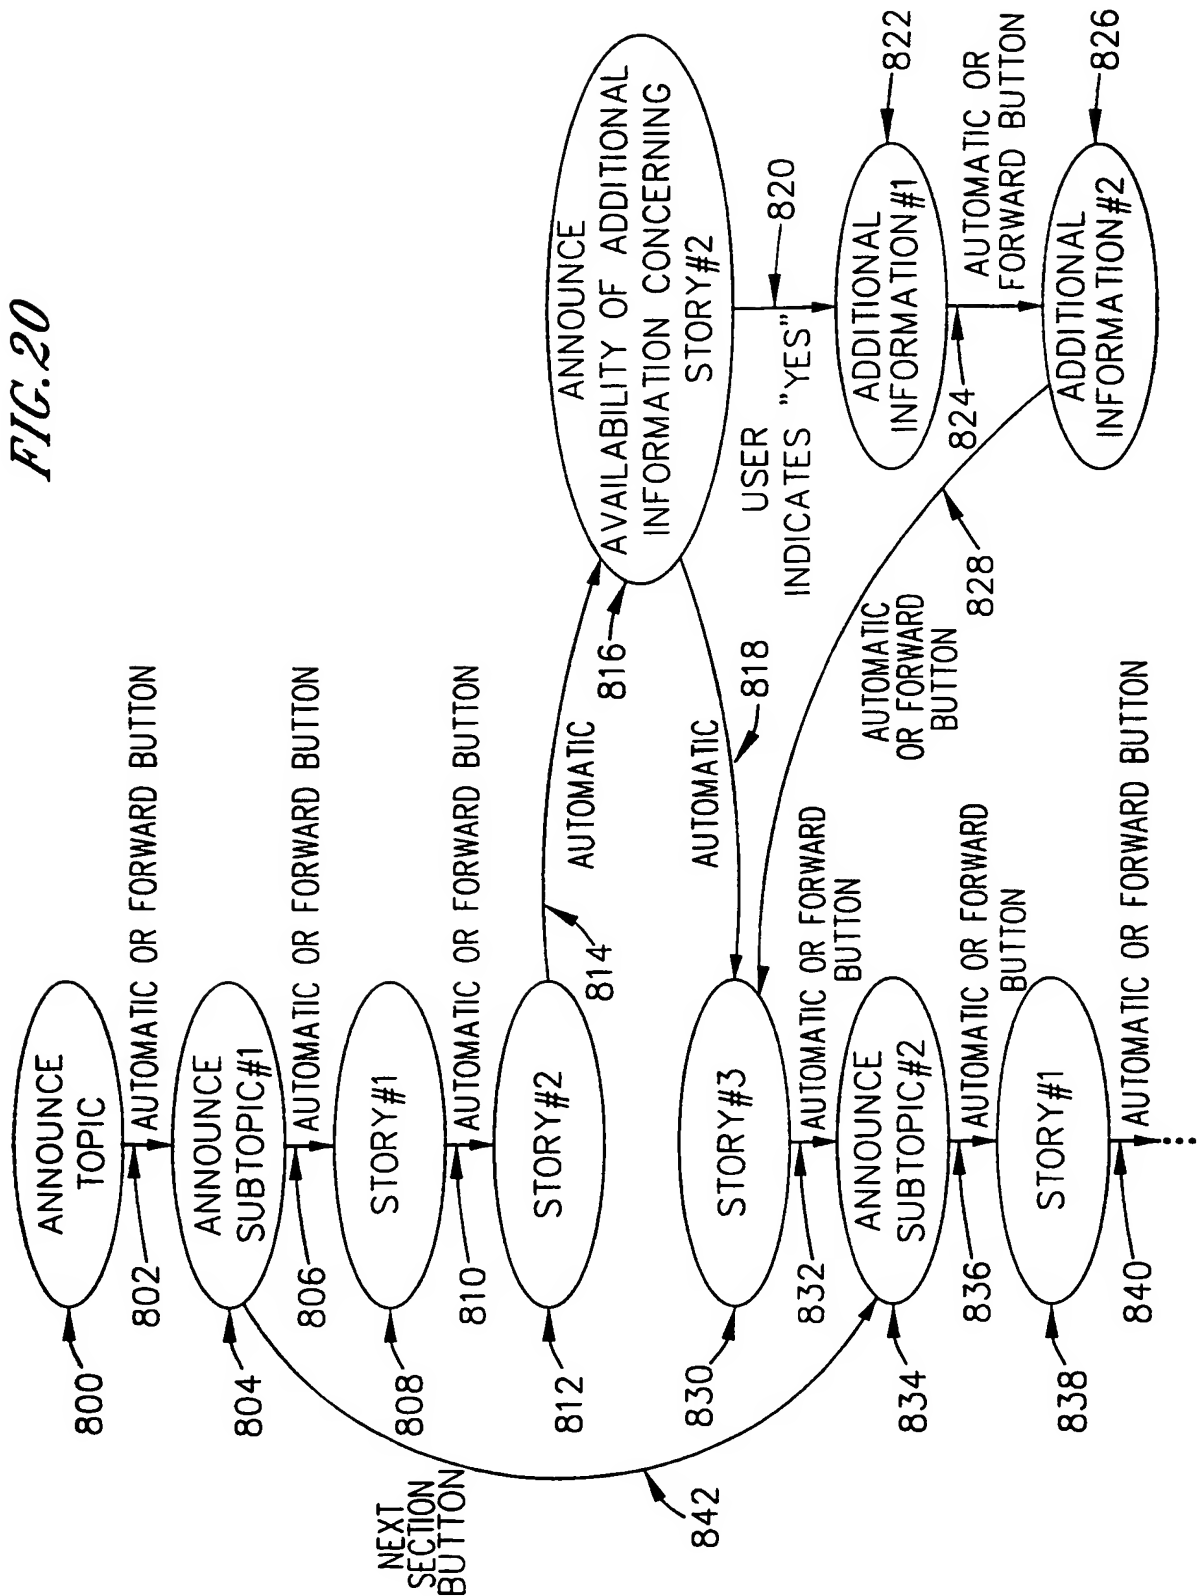 FIG.20
ANNOUNCE
TOPIC
800
802
AUTOMATIC OR FORWARD BUTTON
ANNOUNCE
SUBTOPIC#1
804
806
AUTOMATIC OR FORWARD BUTTON
STORY#1
808
810
AUTOMATIC OR FORWARD BUTTON
STORY#2
812
814
AUTOMATIC
816
ANNOUNCE
AVAILABILITY OF ADDITIONAL
INFORMATION CONCERNING
STORY#2
AUTOMATIC
818
USER
INDICATES "YES"
820
ADDITIONAL
INFORMATION#1
822
824
AUTOMATIC OR
FORWARD BUTTON
ADDITIONAL
INFORMATION#2
826
828
AUTOMATIC
OR FORWARD
BUTTON
STORY#3
830
832
AUTOMATIC OR FORWARD
BUTTON
ANNOUNCE
SUBTOPIC#2
834
836
AUTOMATIC OR FORWARD
BUTTON
STORY#1
838
840
AUTOMATIC OR FORWARD BUTTON
NEXT
SECTION
BUTTON
842